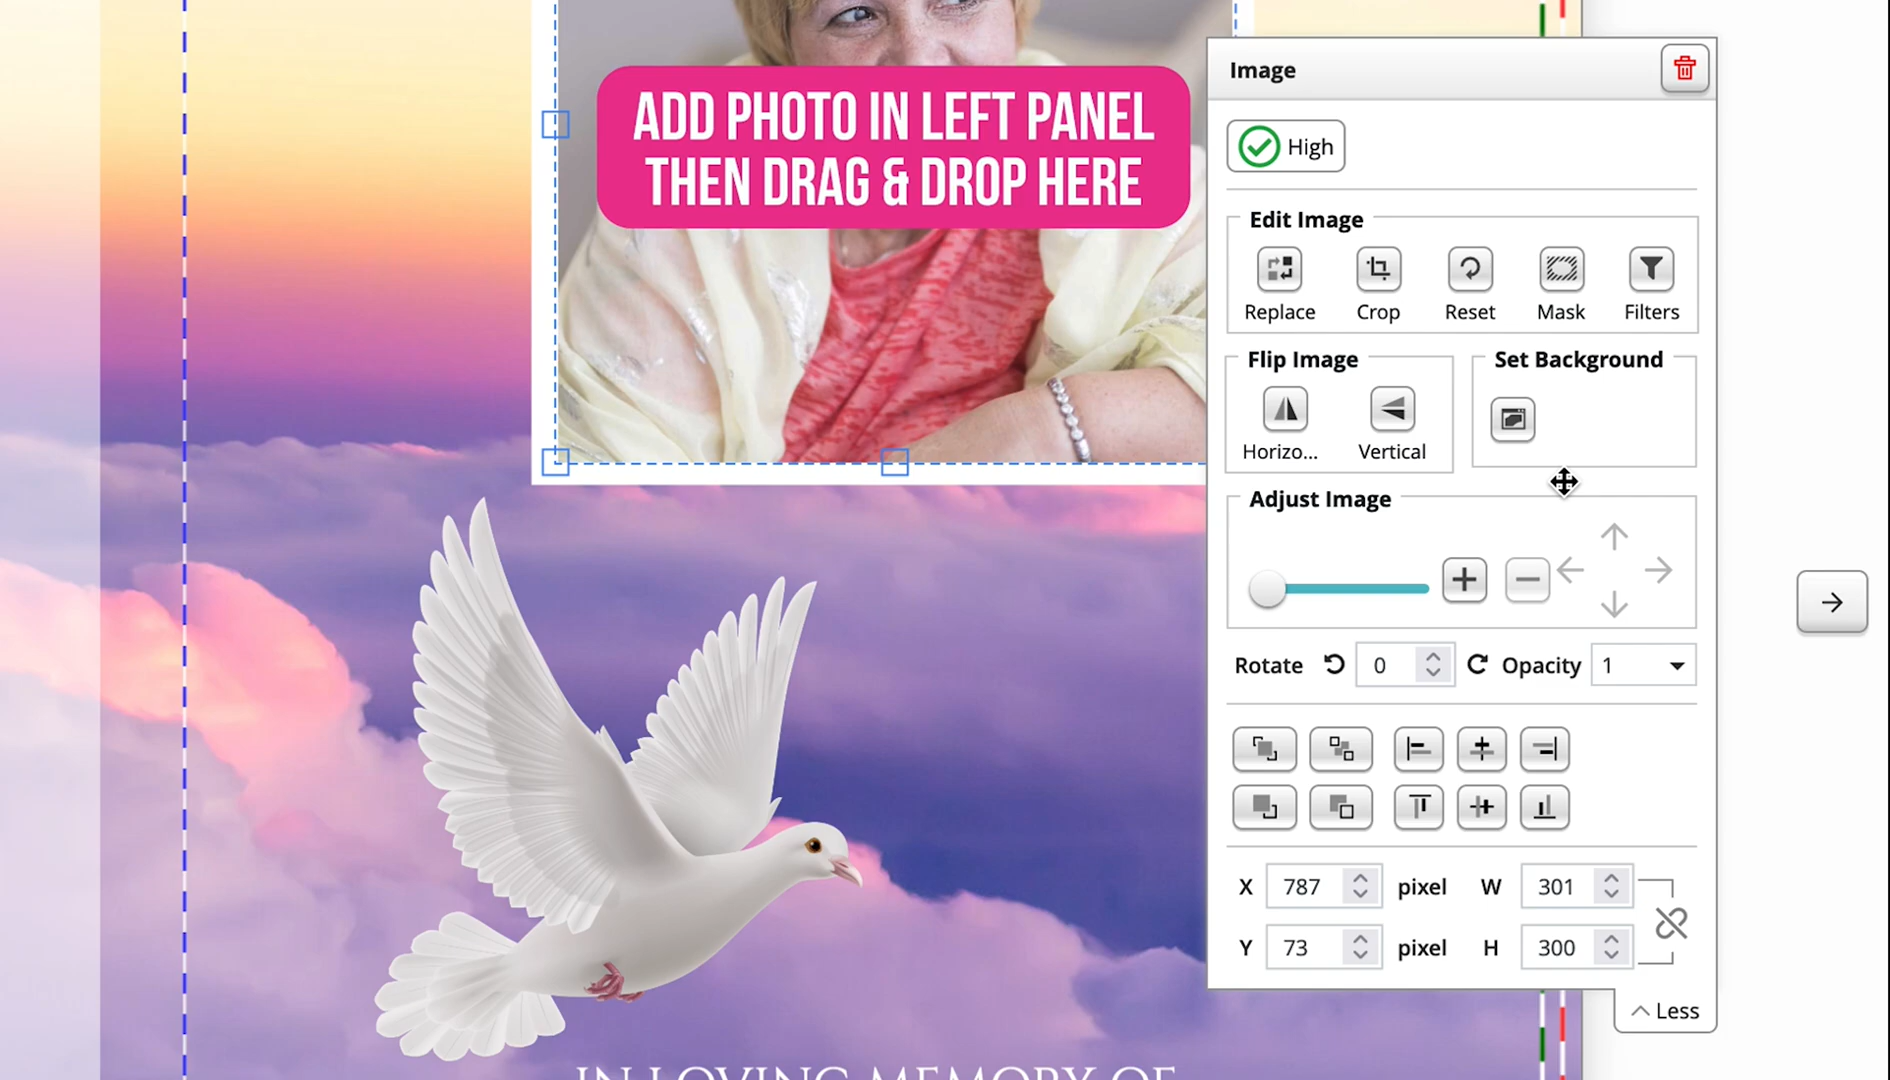 ADD PHOTO IN LEFT PANEL
THEN DRAG & DROP HERE
Image
High
Edit Image
Replace Crop Reset Mask Filters
Flip Image Set Background
Horizo... Vertical
Adjust Image
Rotate 0 Opacity 1
X 787 pixel W 301
Y 73 pixel H 300
Less
IN LOVING MEMORY OF